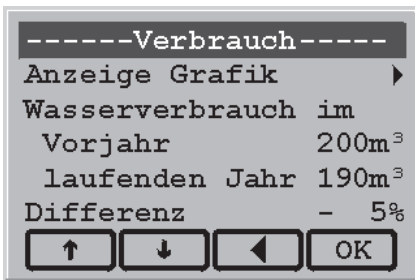 ------Verbrauch-----
Anzeige Grafik ▶
Wasserverbrauch im
Vorjahr 200m³
laufenden Jahr 190m³
Differenz - 5%
↑ ↓ ◀ OK